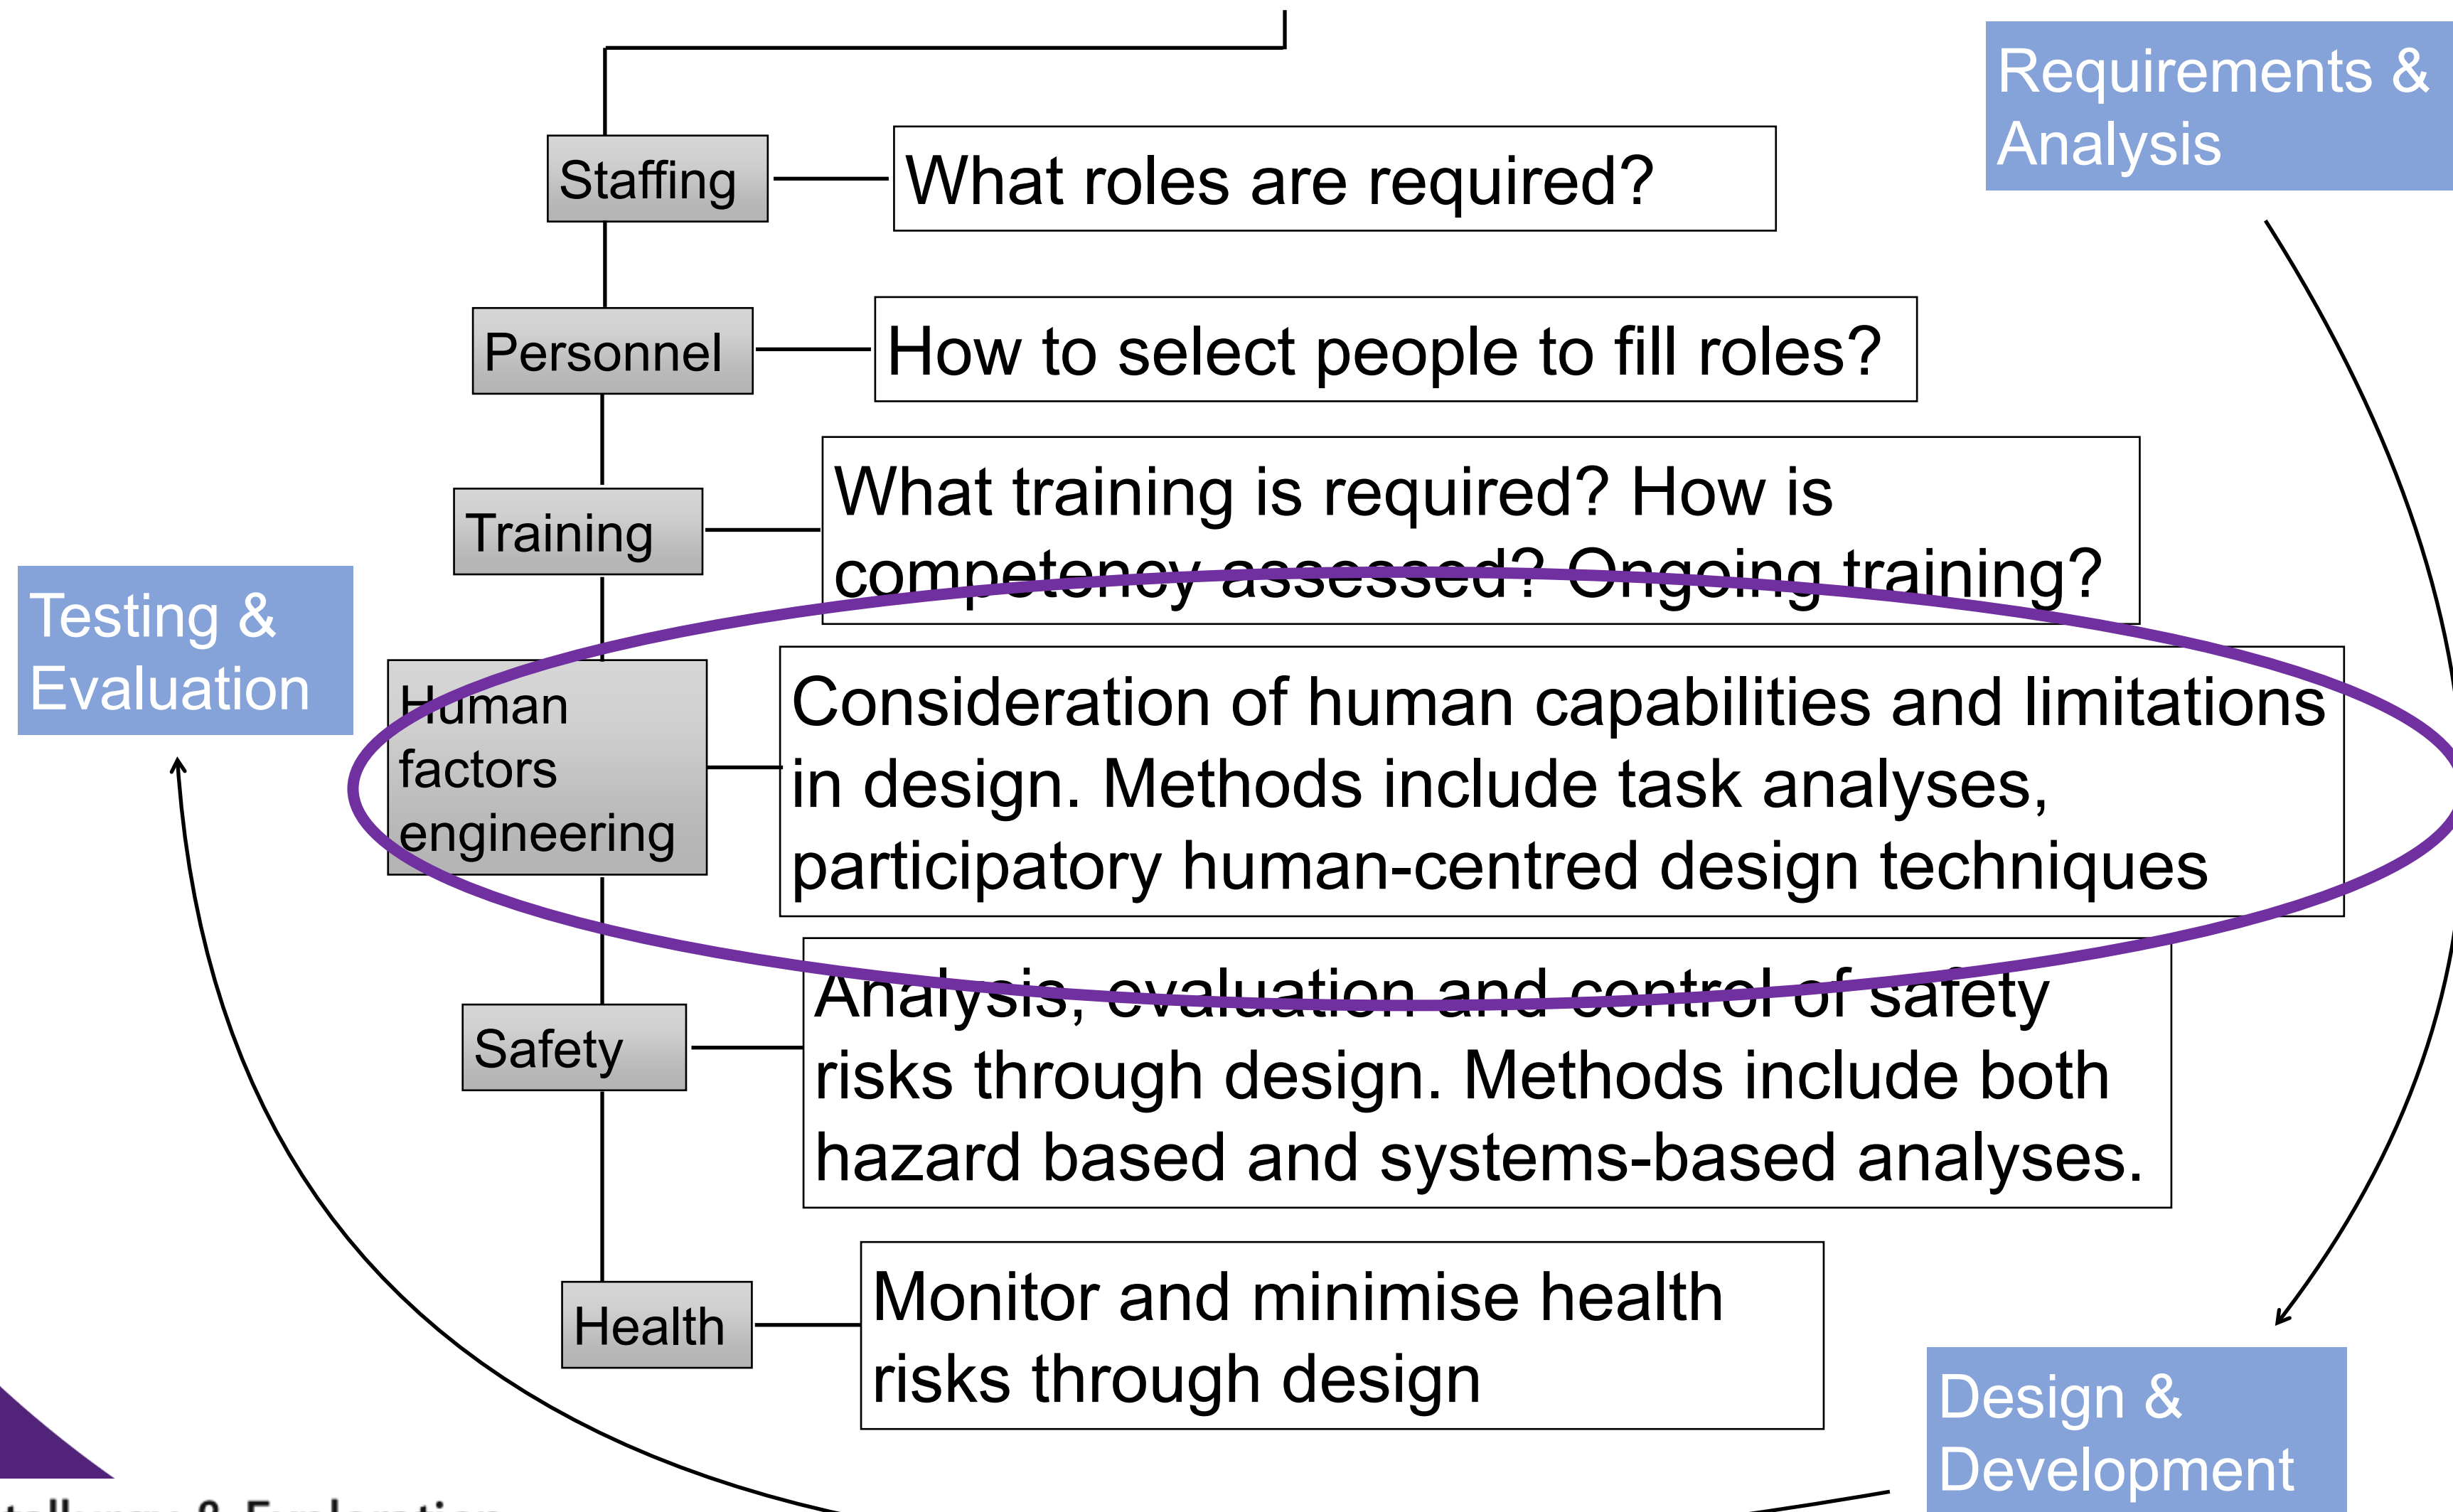 Requirements &
Analysis
Staffing
What roles are required?
Personnel
How to select people to fill roles?
Training
What training is required? How is
competency assessed? Ongoing training?
Testing &
Evaluation
Human
factors
engineering
Consideration of human capabilities and limitations
in design. Methods include task analyses,
participatory human-centred design techniques
Safety
Analysis, evaluation and control of safety
risks through design. Methods include both
hazard based and systems-based analyses.
Health
Monitor and minimise health
risks through design
Design &
Development
& Exploration